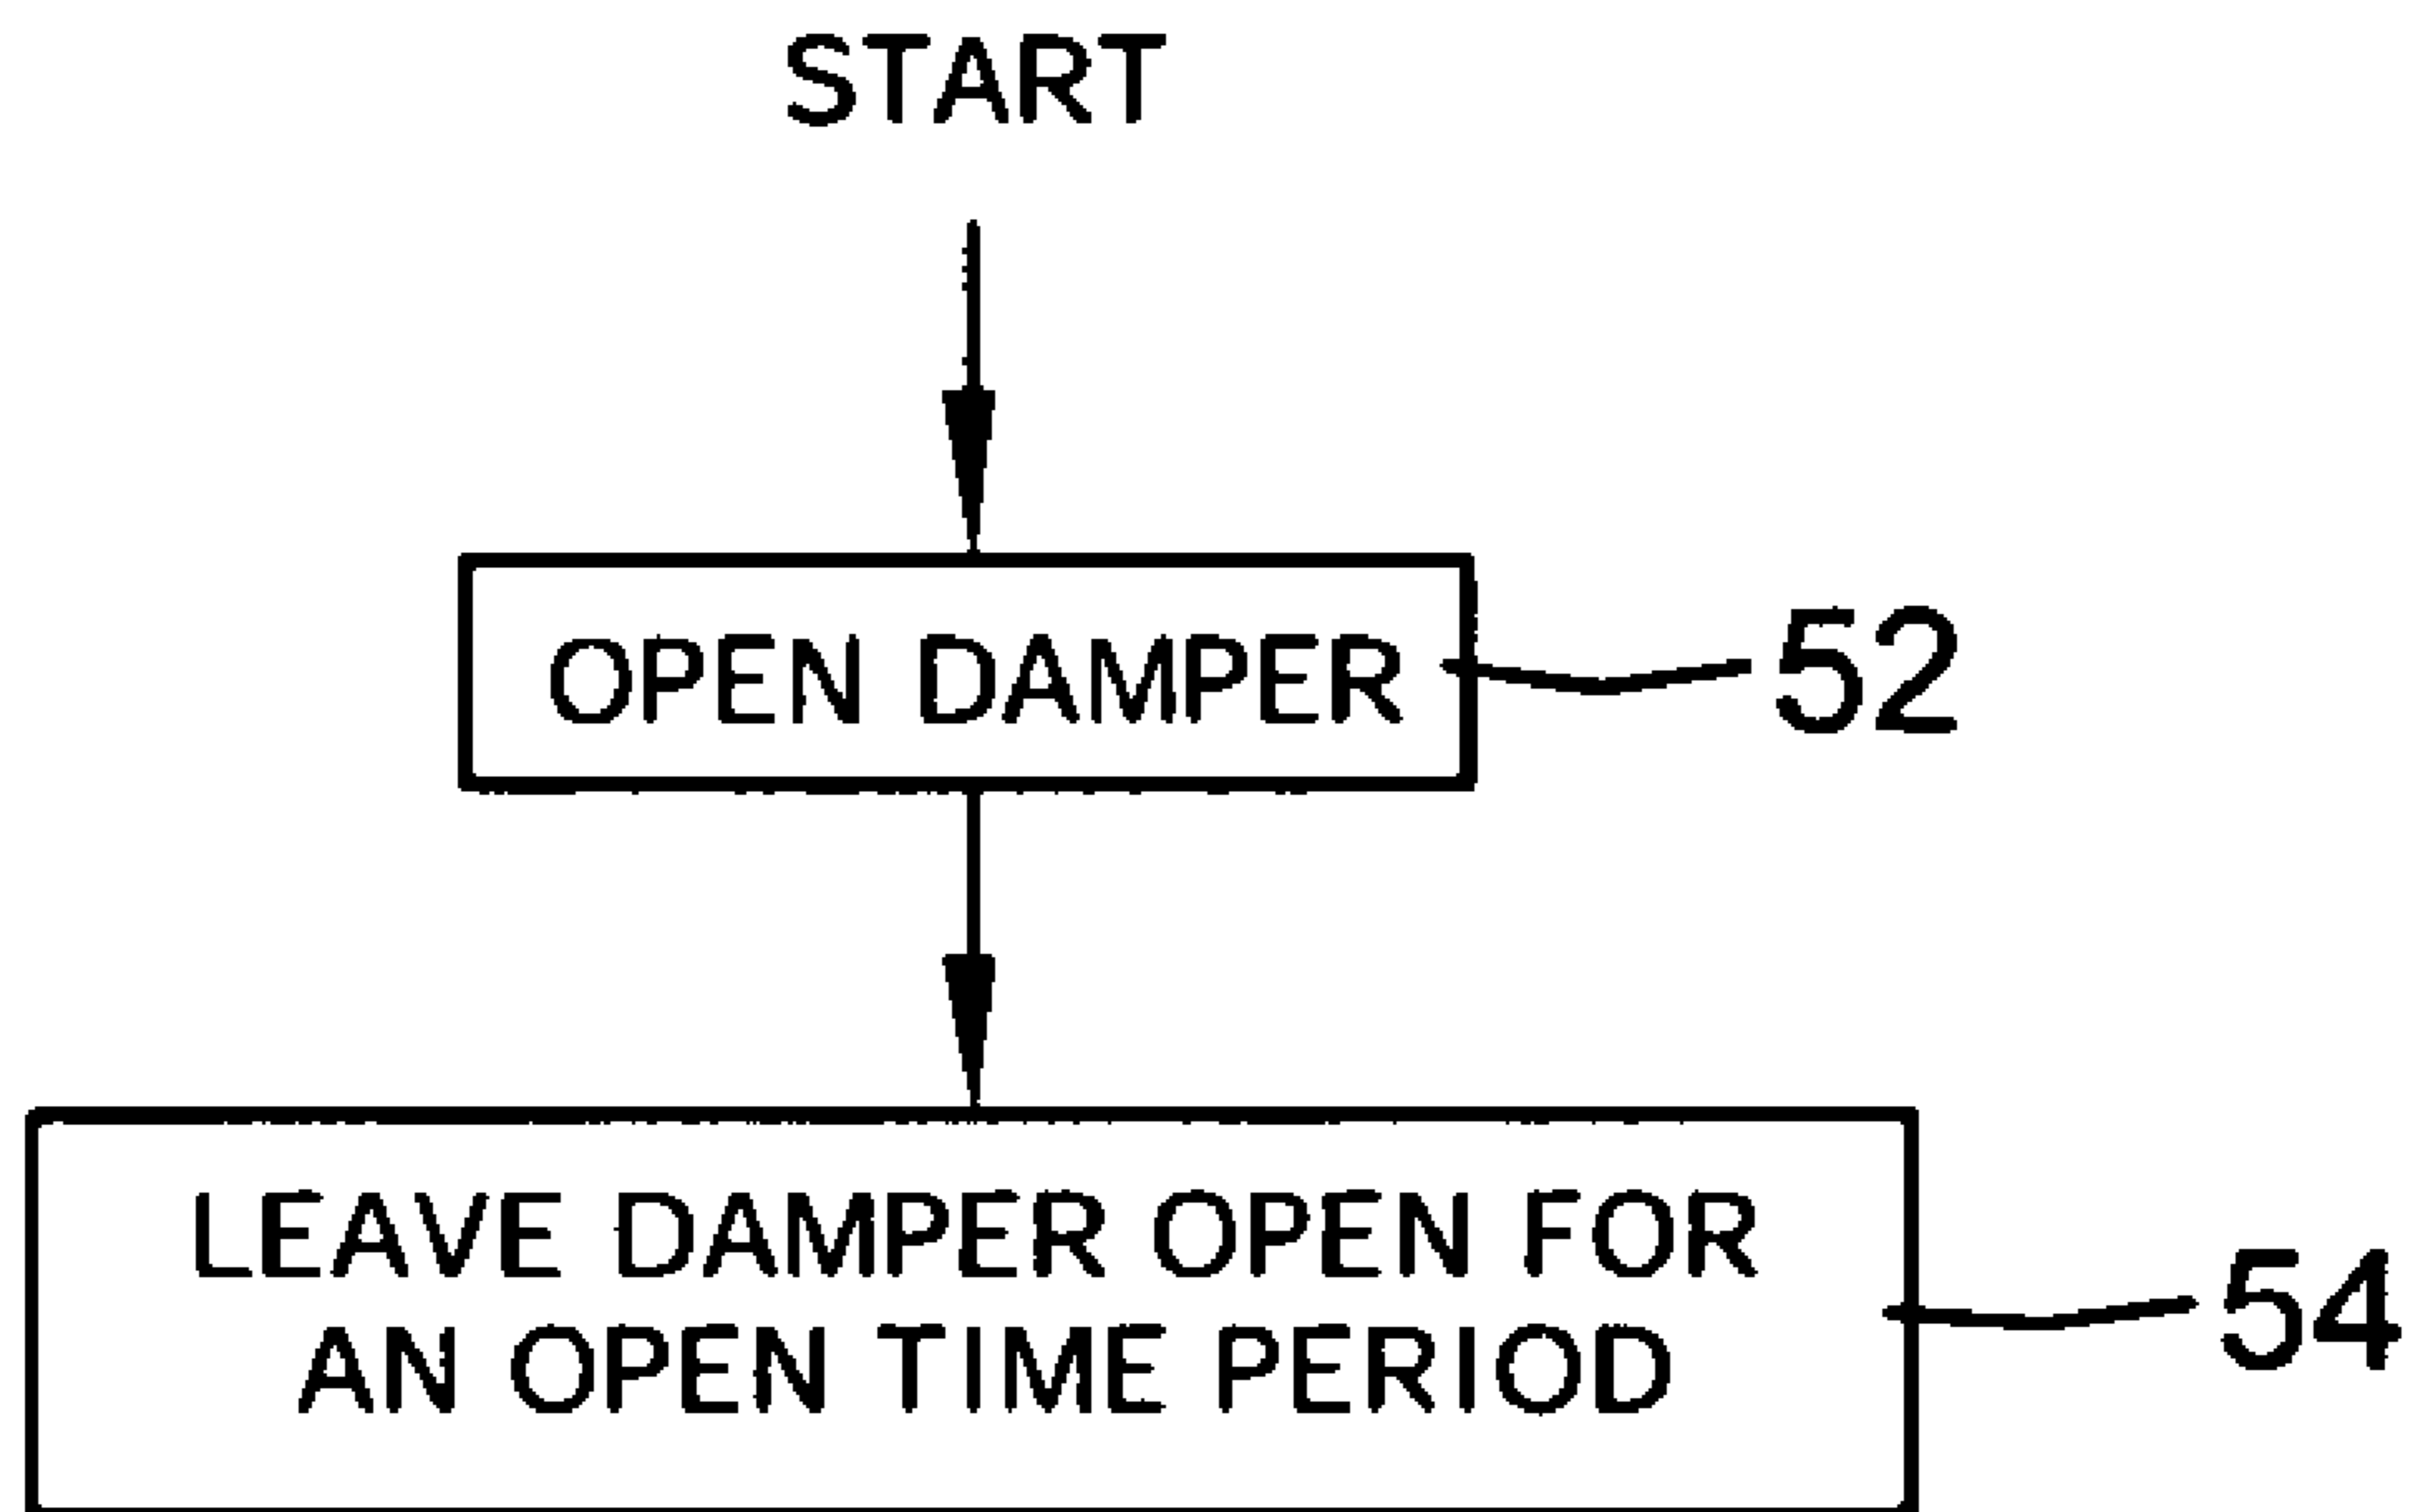 START
OPEN DAMPER
52
LEAVE DAMPER OPEN FOR
AN OPEN TIME PERIOD
54